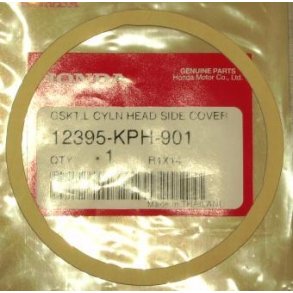 HONDA
GENUINE PARTS
Honda Motor Co., Ltd.
GSKT,L CYLN HEAD SIDE COVER
12395-KPH-901
QTY * 1
Made in THAILAND